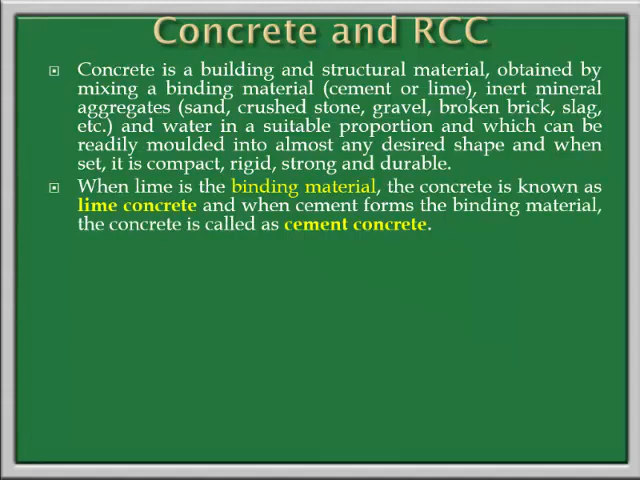 Concrete and RCC
Concrete is a building and structural material, obtained by
mixing a binding material (cement or lime), inert mineral
aggregates (sand, crushed stone, gravel, broken brick, slag,
etc.) and water in a suitable proportion and which can be
readily moulded into almost any desired shape and when
set, it is compact, rigid, strong and durable.
When lime is the binding material, the concrete is known as
lime concrete and when cement forms the binding material,
the concrete is called as cement concrete.